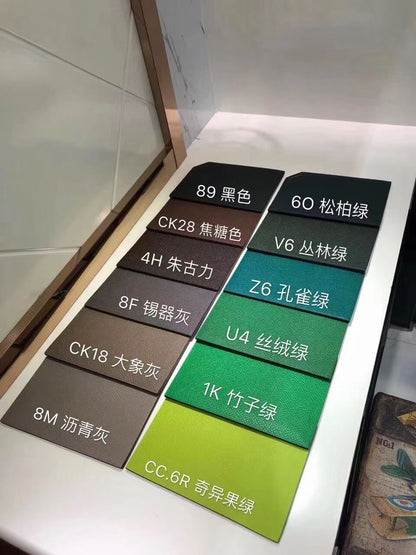 89 黑色
CK28 焦糖色
4H 朱古力
8F 锡器灰
CK18 大象灰
8M 沥青灰
6O 松柏绿
V6 丛林绿
Z6 孔雀绿
U4 丝绒绿
1K 竹子绿
CC.6R 奇异果绿
NG:1